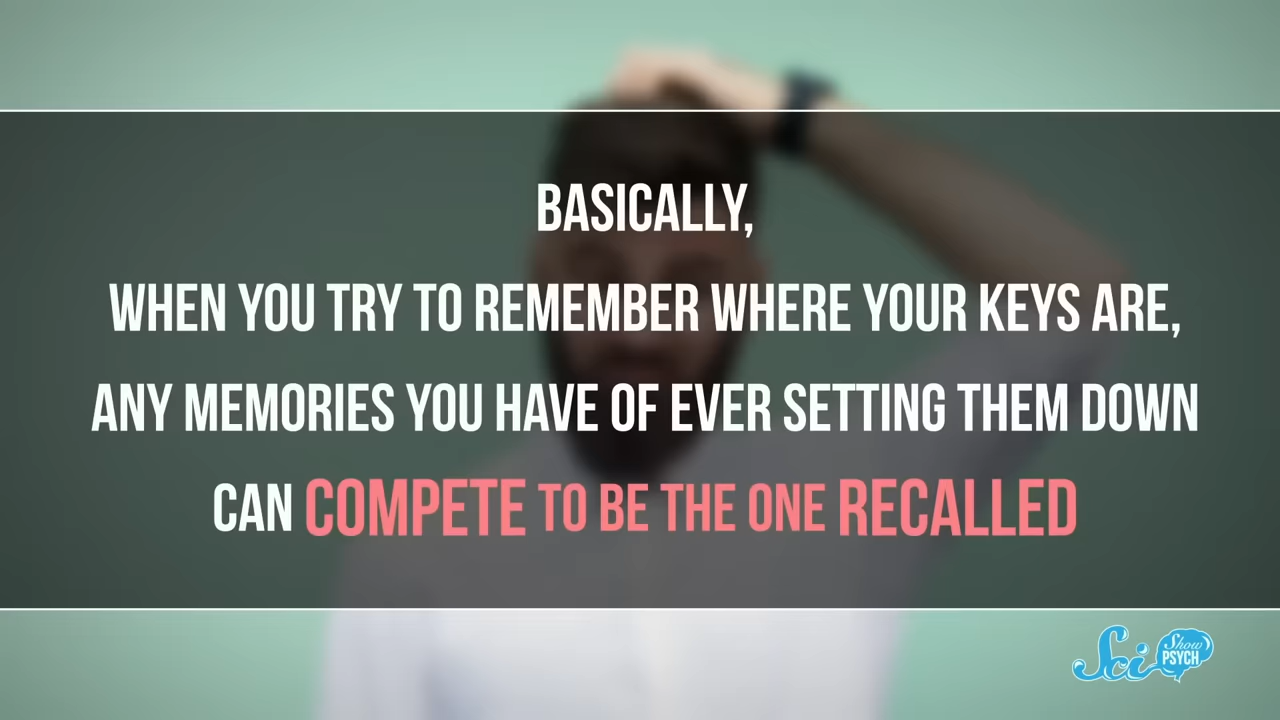 BASICALLY,
WHEN YOU TRY TO REMEMBER WHERE YOUR KEYS ARE,
ANY MEMORIES YOU HAVE OF EVER SETTING THEM DOWN
CAN COMPETE TO BE THE ONE RECALLED
Sci Show
PSYCH